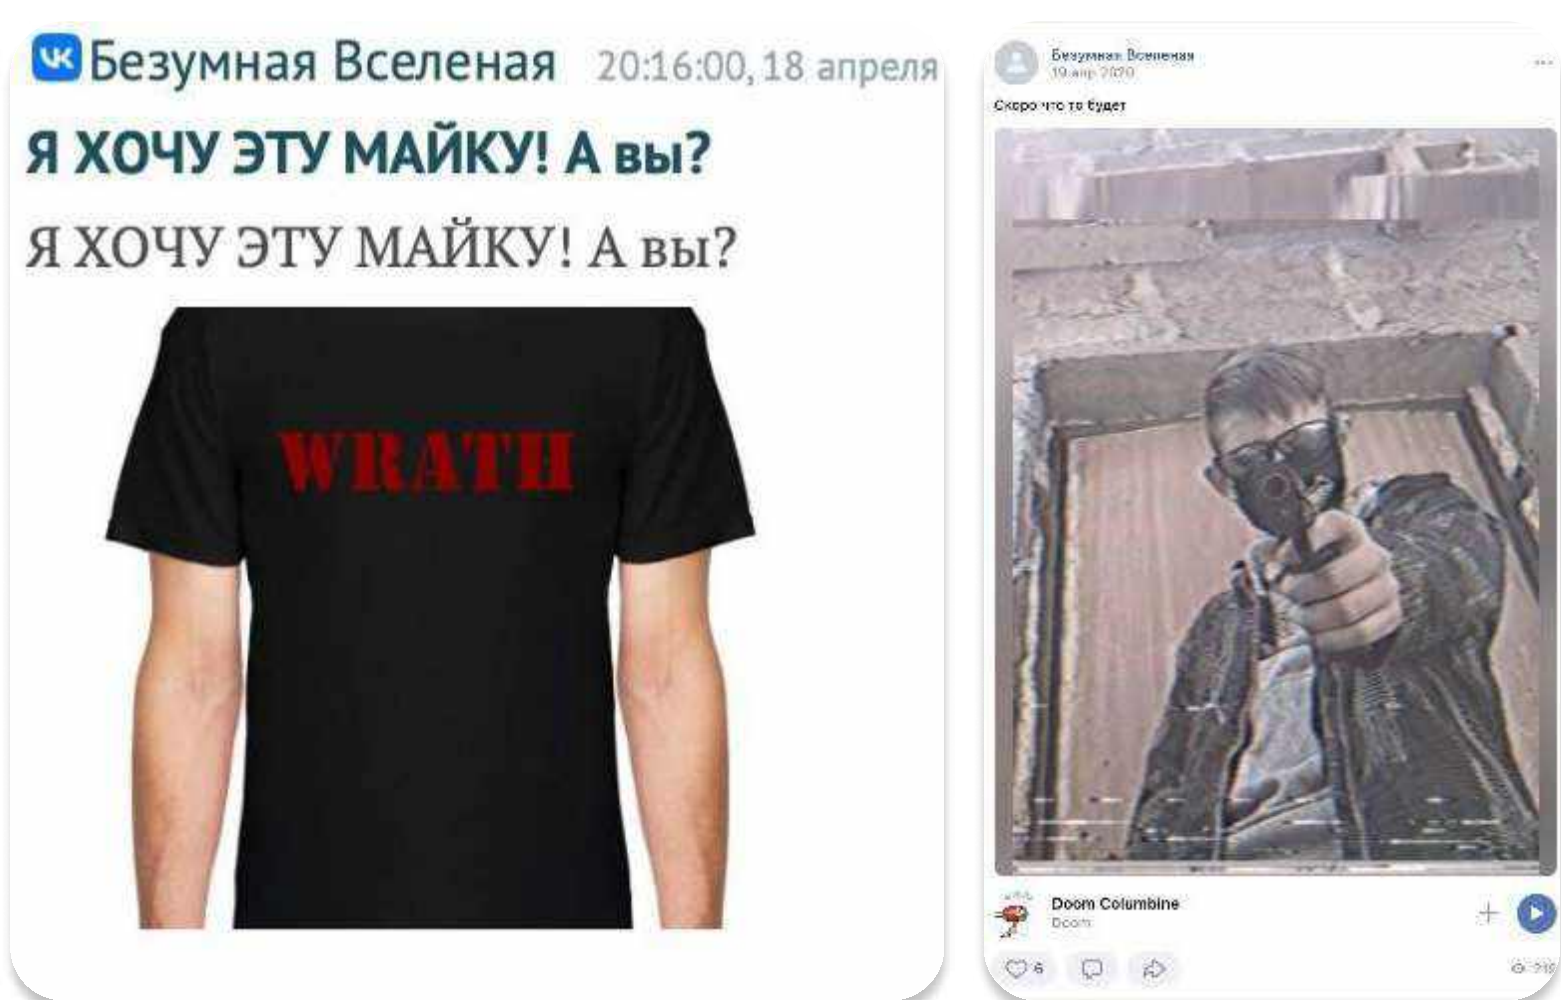 VK Безумная Вселеная 20:16:00, 18 апреля
Я ХОЧУ ЭТУ МАЙКУ! А вы?
Я ХОЧУ ЭТУ МАЙКУ! А вы?
WRATH
Безумная Вселеная
19 апр 2020
Скоро что то будет
Doom Columbine
Doom
6